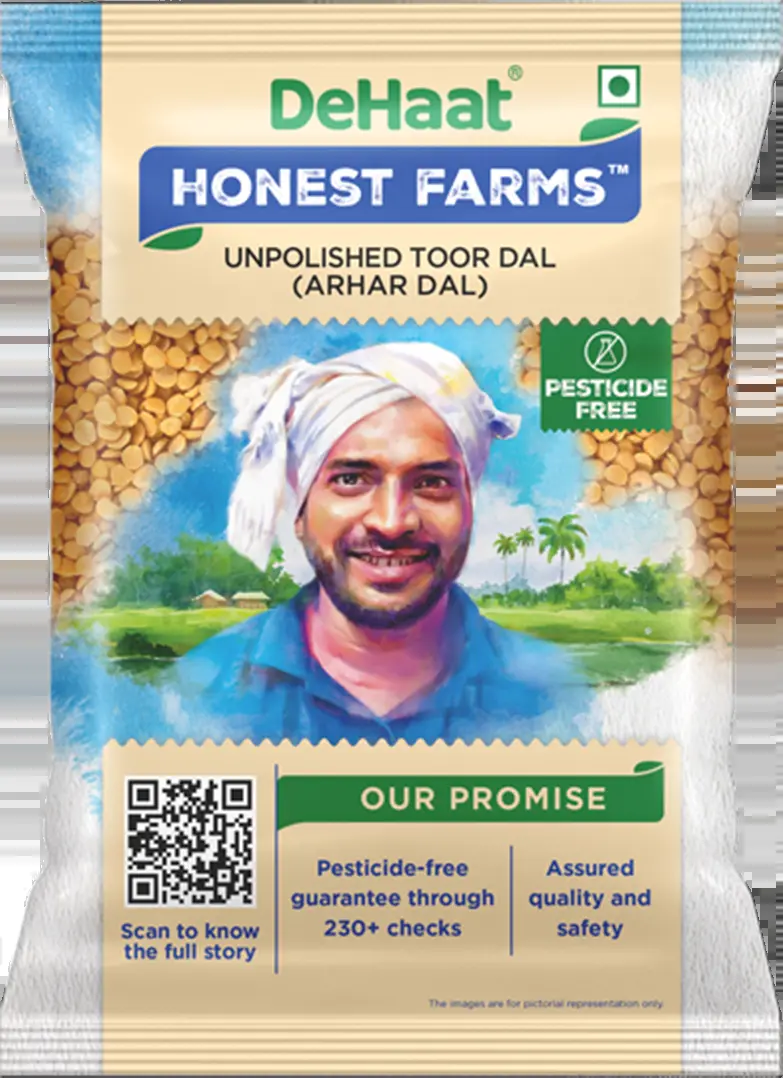 DeHaat®
HONEST FARMS™
UNPOLISHED TOOR DAL
(ARHAR DAL)
PESTICIDE
FREE
OUR PROMISE
Pesticide-free
guarantee through
230+ checks
Assured
quality and
safety
Scan to know
the full story
The images are for pictorial representation only.